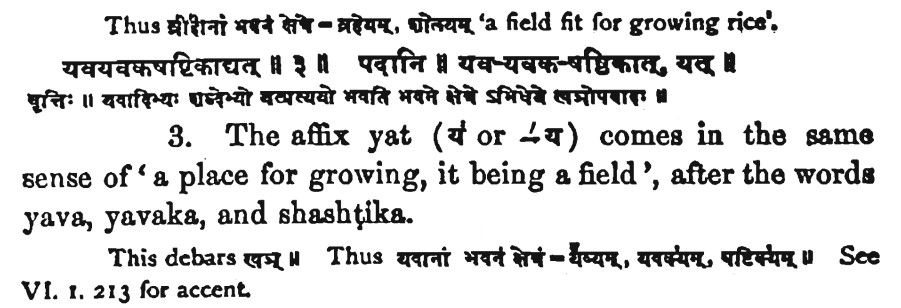 Thus व्रीहीनां भवनं क्षेत्रं = व्रहेयम्, शालेयम् 'a field fit for growing rice'.
यवयवकषष्टिकाद्यत् ॥ ३ ॥ पदानि ॥ यव-यवक-षष्टिकात्, यत् ॥
वृत्तिः ॥ यवादिभ्यः शब्देभ्यो यत्प्रत्ययो भवति भवने क्षेत्रे ऽभिधेये खञोपवादः ॥
3. The affix yat (यं or ∠य) comes in the same
sense of 'a place for growing, it being a field', after the words
yava, yavaka, and shashṭika.
This debars खञ् ॥ Thus यवानां भवनं क्षेत्रं = यव्यम्, यवक्यम्, षष्टिक्यम् ॥ See
VI. 1. 213 for accent.